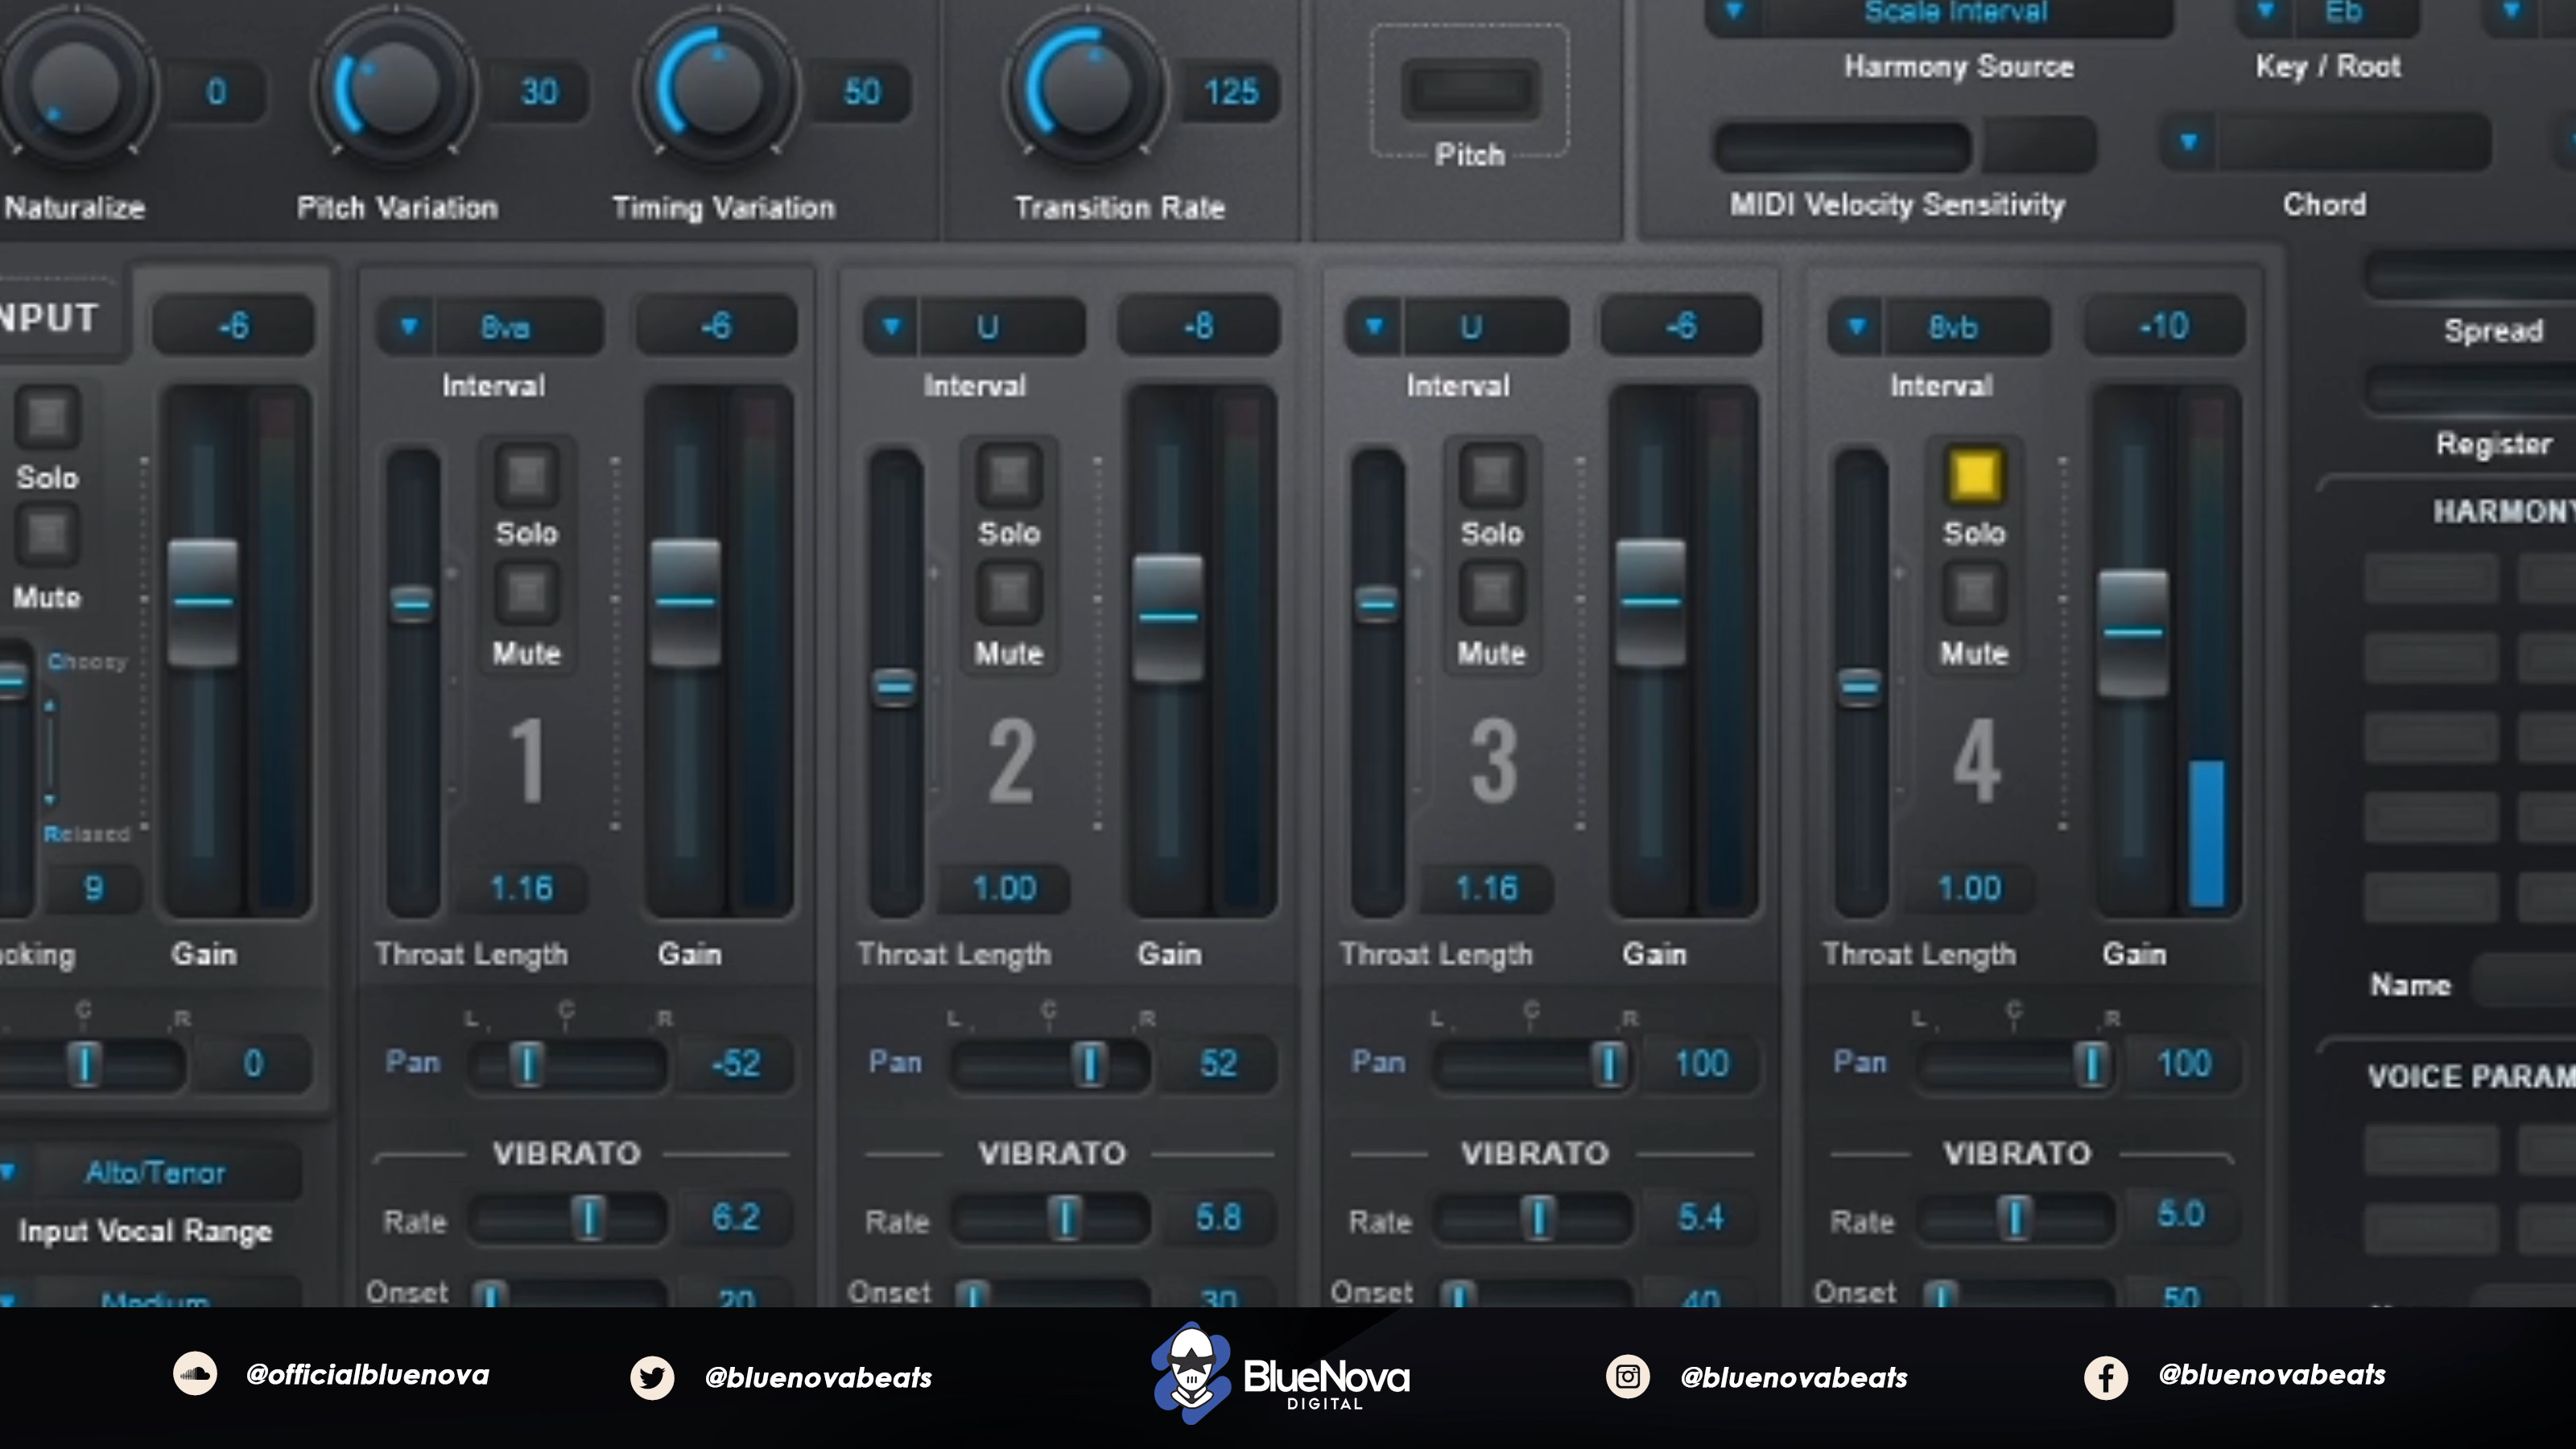 Scale Interval Eb
0 30 50 125 Harmony Source Key / Root
Pitch
Naturalize Pitch Variation Timing Variation Transition Rate MIDI Velocity Sensitivity Chord
NPUT -6 8va -6 U -8 U -6 8vb -10 Spread
Interval Interval Interval Interval
Register
Solo
HARMONY
Solo Solo Solo Solo
Mute
Mute Mute Mute Mute
Choosy
1 2 3 4
Relaxed
9 1.16 1.00 1.16 1.00
oking Gain Throat Length Gain Throat Length Gain Throat Length Gain Throat Length Gain
Name
C R L C R L C R L C R L C R
0 Pan -52 Pan 52 Pan 100 Pan 100
VOICE PARAM
VIBRATO VIBRATO VIBRATO VIBRATO
Alto/Tenor
Input Vocal Range Rate 6.2 Rate 5.8 Rate 5.4 Rate 5.0
Medium Onset 20 Onset 30 Onset 40 Onset 50
@officialbluenova @bluenovabeats BlueNova @bluenovabeats @bluenovabeats
DIGITAL